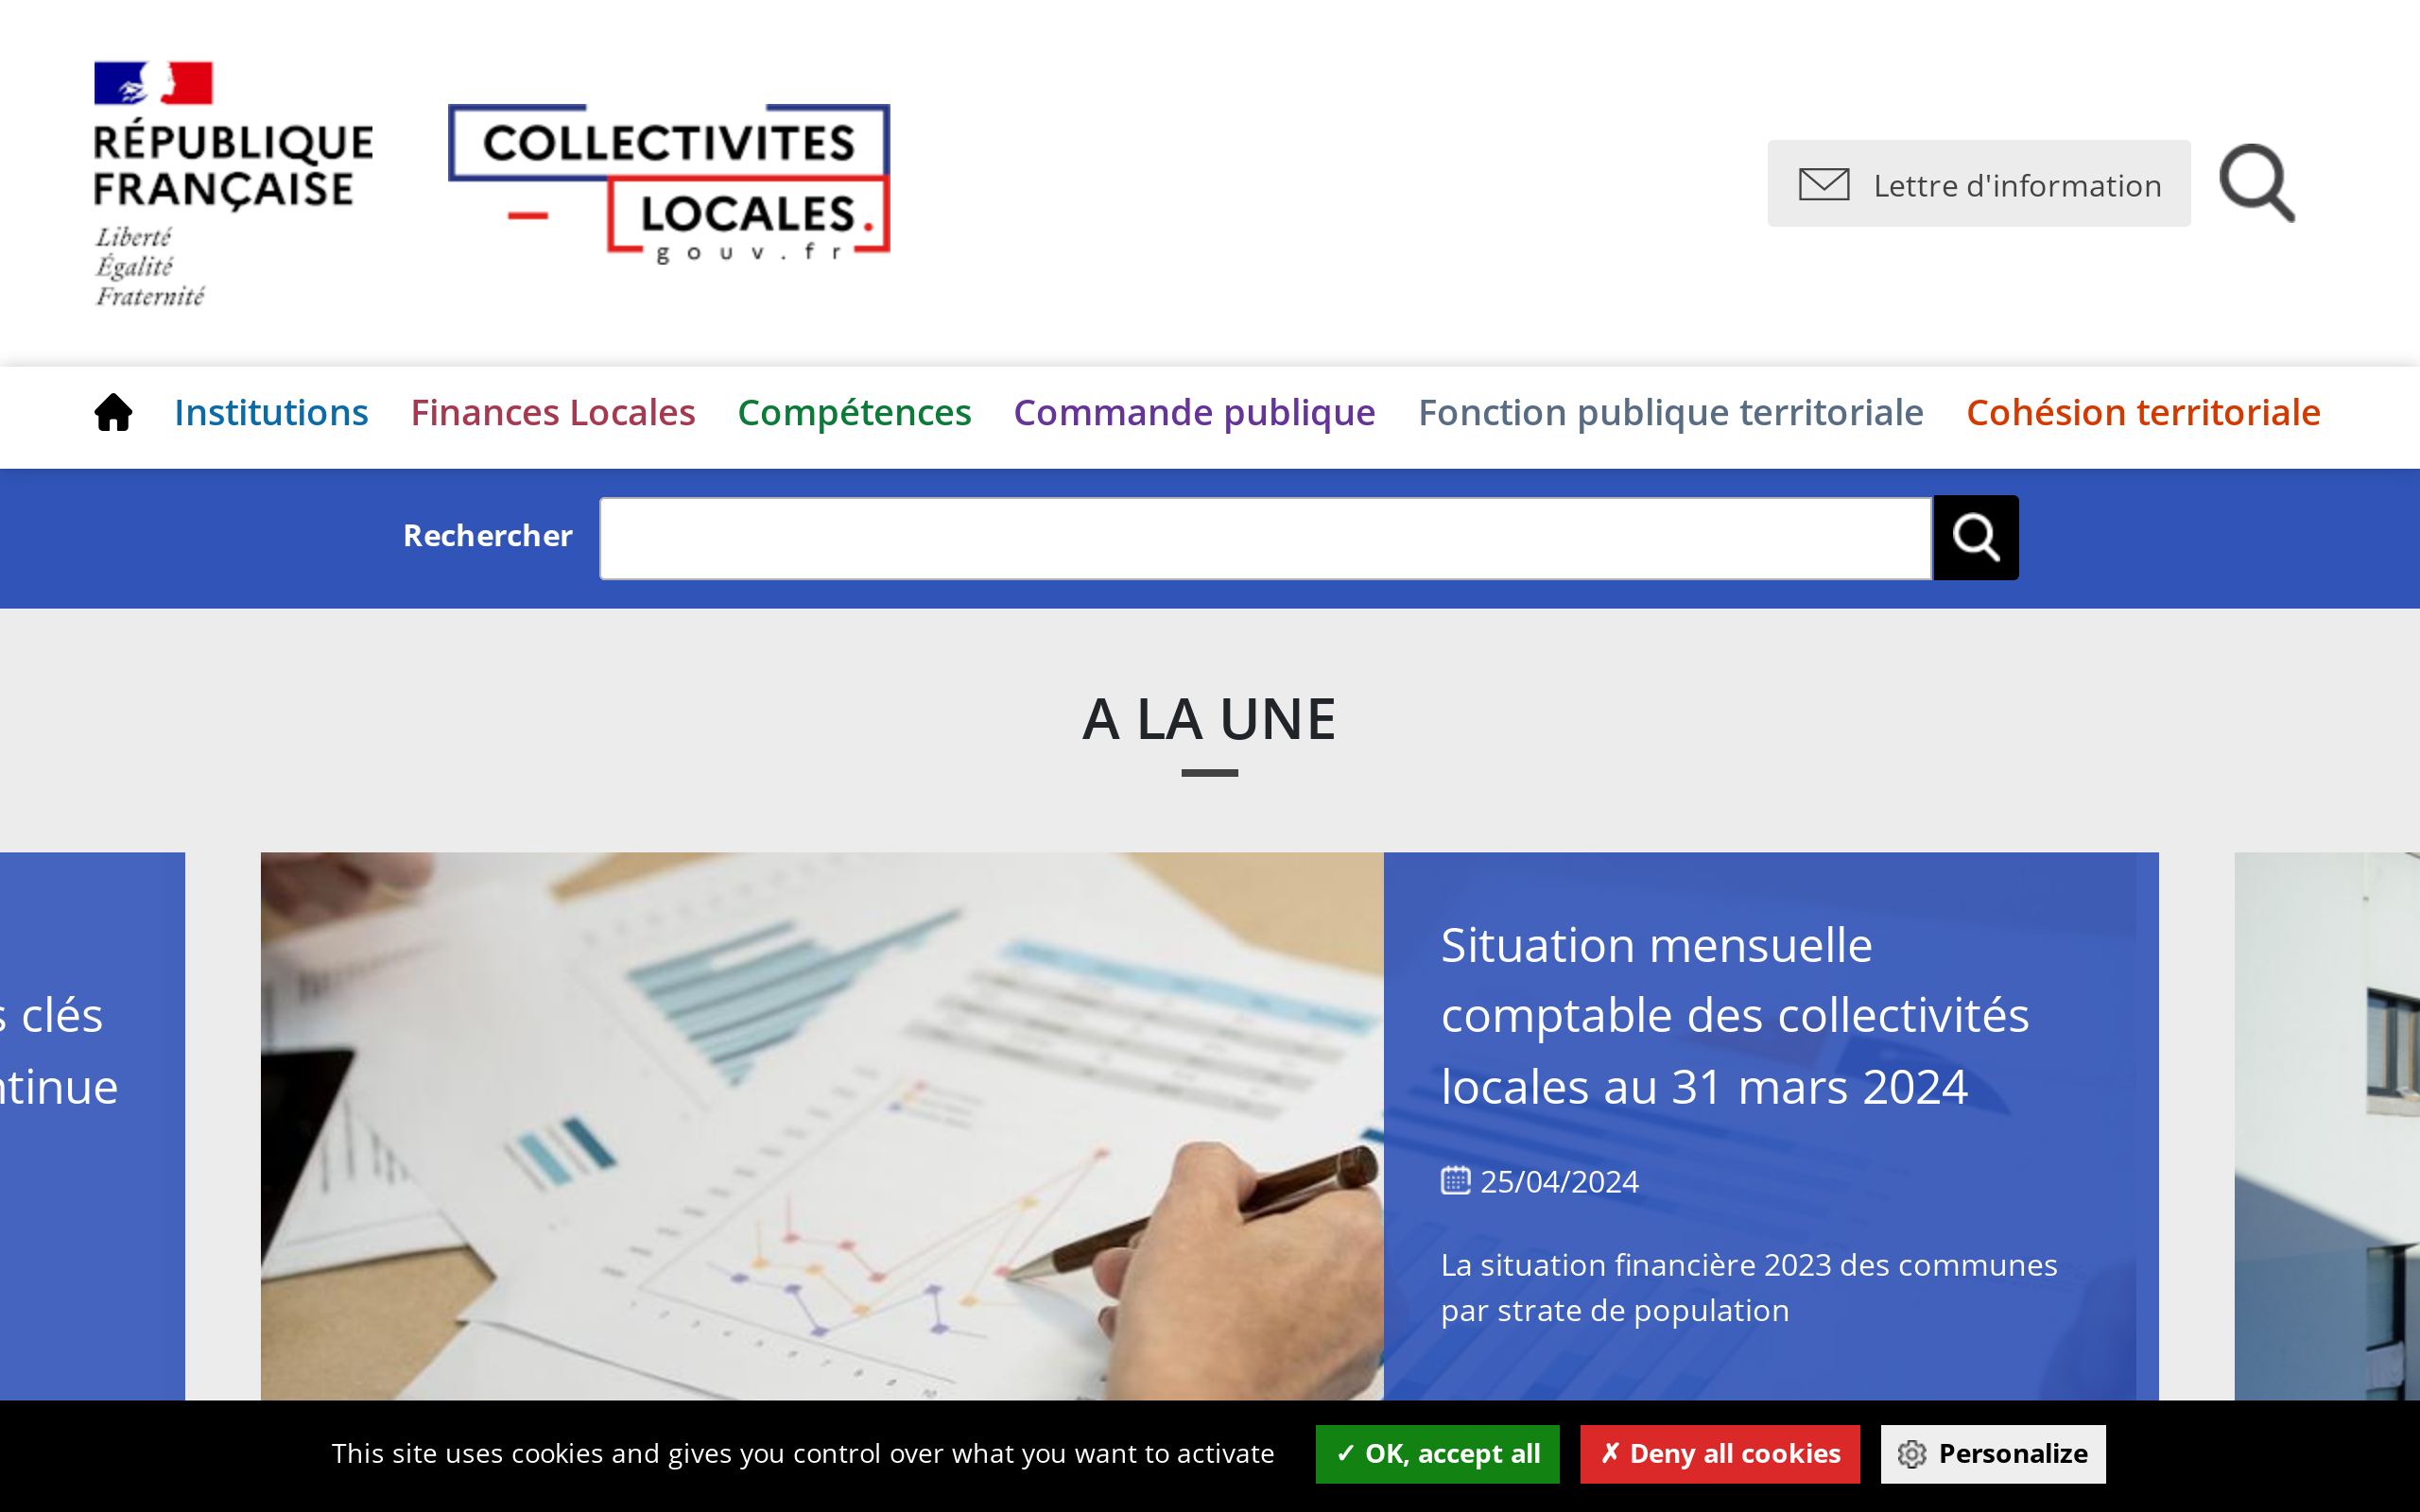 RÉPUBLIQUE
FRANÇAISE
Liberté
Égalité
Fraternité
COLLECTIVITES
LOCALES.
gouv.fr
Lettre d'information
Institutions Finances Locales Compétences Commande publique Fonction publique territoriale Cohésion territoriale
Rechercher
A LA UNE
clés
Situation mensuelle
comptable des collectivités
locales au 31 mars 2024
25/04/2024
La situation financière 2023 des communes
par strate de population
This site uses cookies and gives you control over what you want to activate
✓ OK, accept all
✗ Deny all cookies
Personalize